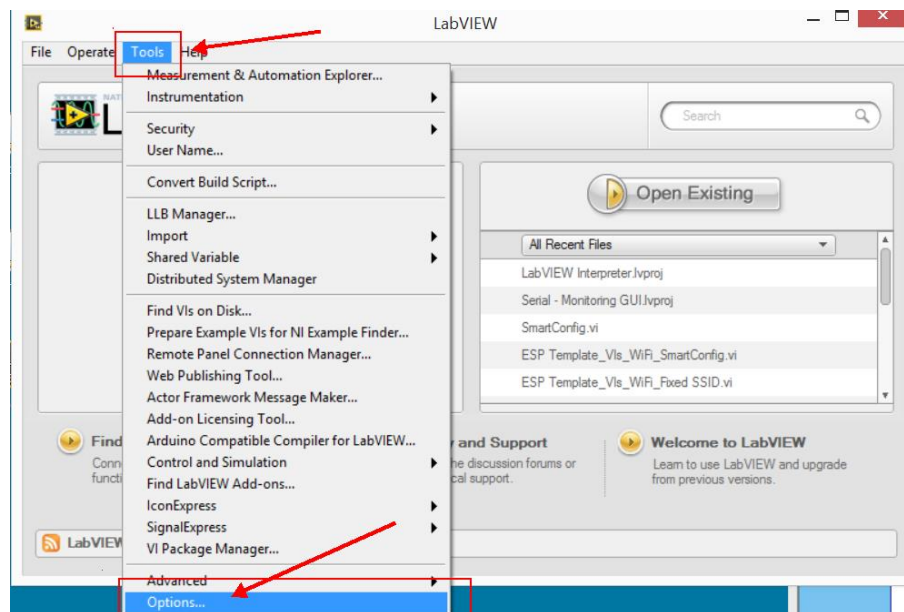 LabVIEW
File Operate Tools Help
Measurement & Automation Explorer...
Instrumentation
Security
User Name...
Convert Build Script...
LLB Manager...
Import
Shared Variable
Distributed System Manager
Find VIs on Disk...
Prepare Example VIs for NI Example Finder...
Remote Panel Connection Manager...
Web Publishing Tool...
Actor Framework Message Maker...
Add-on Licensing Tool...
Arduino Compatible Compiler for LabVIEW...
Control and Simulation
Find LabVIEW Add-ons...
IconExpress
SignalExpress
VI Package Manager...
Advanced
Options...
NAT
L
Search
Open Existing
All Recent Files
LabVIEW Interpreter.lvproj
Serial - Monitoring GUI.lvproj
SmartConfig.vi
ESP Template_VIs_WiFi_SmartConfig.vi
ESP Template_VIs_WiFi_Fixed SSID.vi
Find
Conn
functi
and Support
he discussion forums or
cal support.
Welcome to LabVIEW
Learn to use LabVIEW and upgrade
from previous versions.
LabVIEW